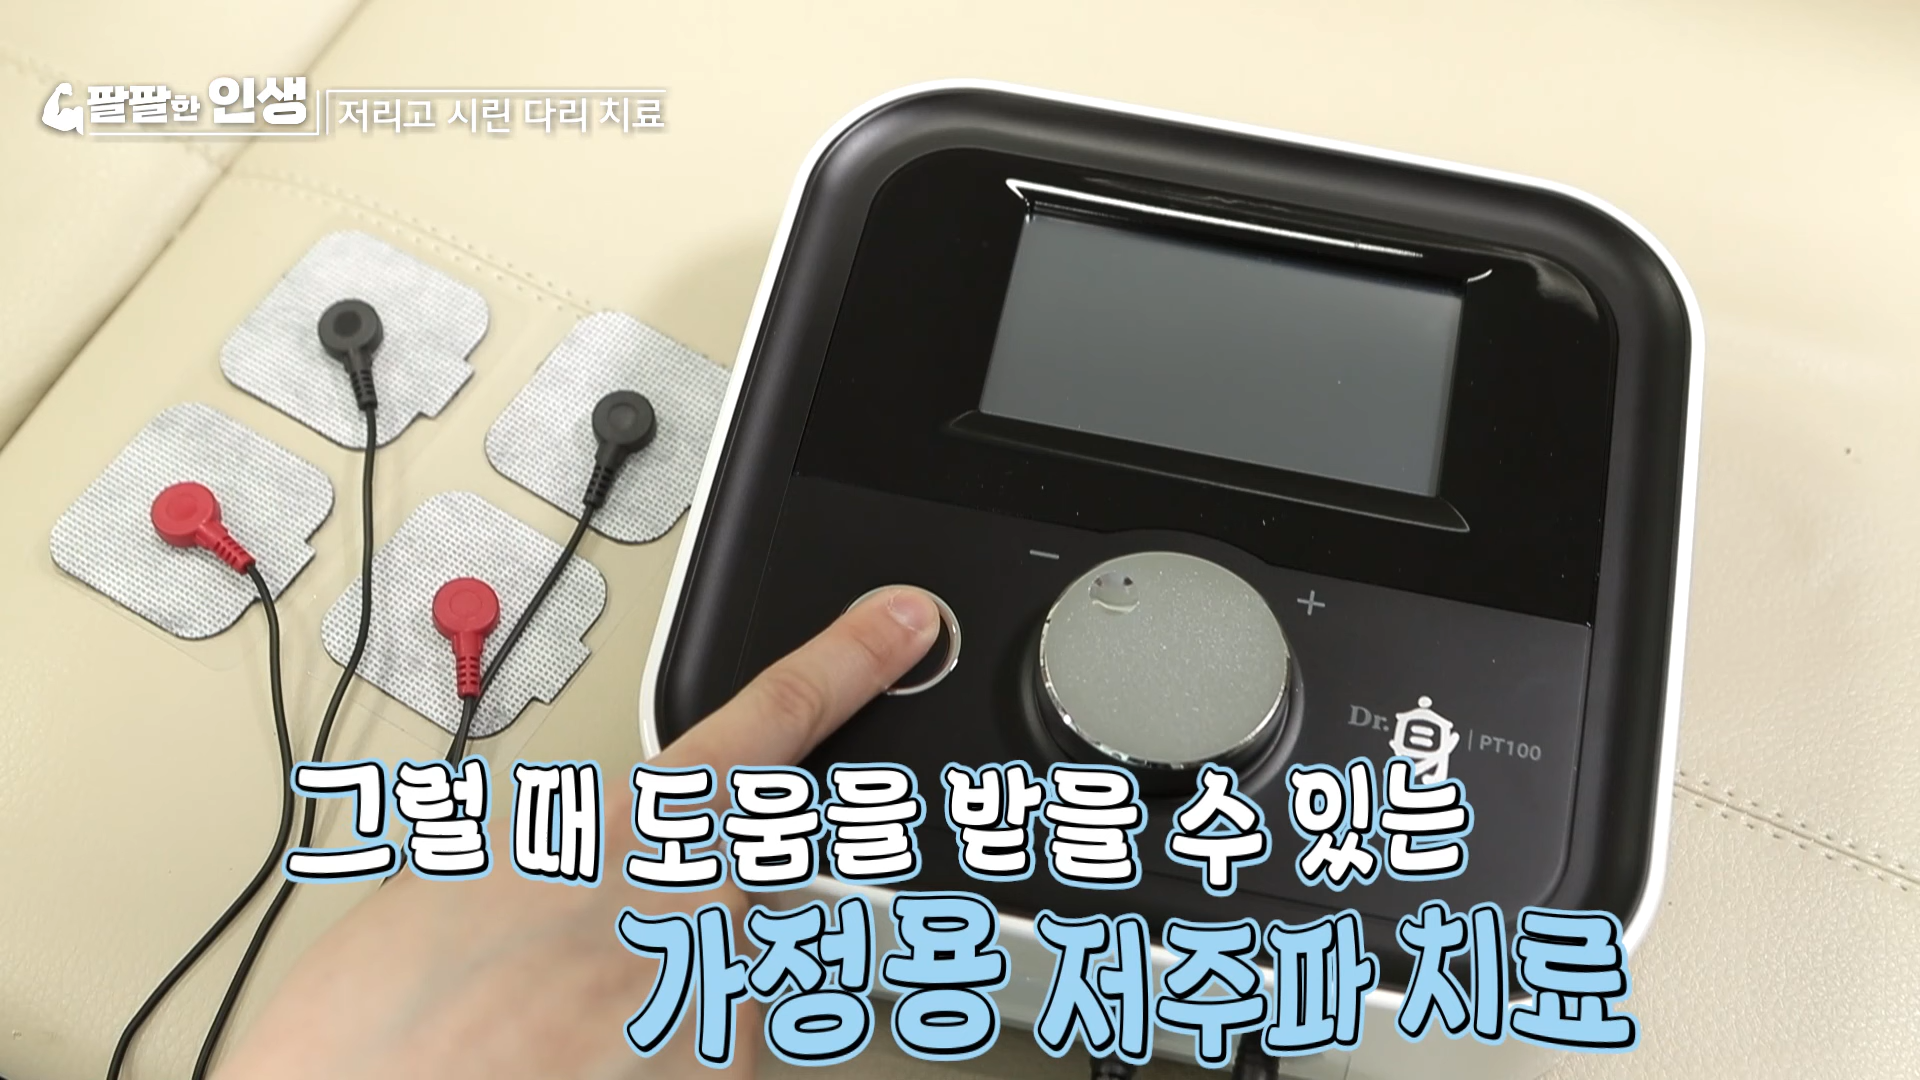 팔팔한 인생
저리고 시린 다리 치료
− +
Dr. | PT100
그럴 때 도움을 받을 수 있는
가정용 저주파 치료